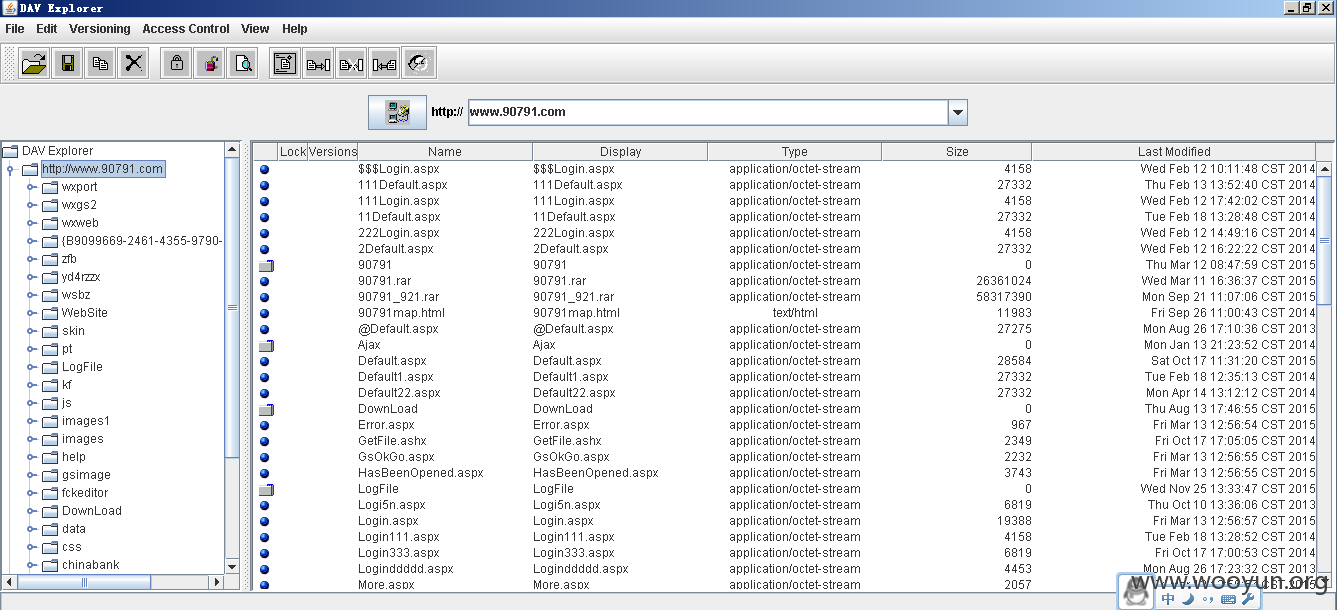 DAV Explorer
File Edit Versioning Access Control View Help
http:// www.90791.com
DAV Explorer
http://www.90791.com
wxport
wxgs2
wxweb
{B9099669-2461-4355-9790-
zfb
yd4rzzx
wsbz
WebSite
skin
pt
LogFile
kf
js
images1
images
help
gsimage
fckeditor
DownLoad
data
css
chinabank
Lock Versions Name Display Type Size Last Modified
$$$Login.aspx $$$Login.aspx application/octet-stream 4158 Wed Feb 12 10:11:48 CST 2014
111Default.aspx 111Default.aspx application/octet-stream 27332 Thu Feb 13 13:52:40 CST 2014
111Login.aspx 111Login.aspx application/octet-stream 4158 Wed Feb 12 17:42:02 CST 2014
11Default.aspx 11Default.aspx application/octet-stream 27332 Tue Feb 18 13:28:48 CST 2014
222Login.aspx 222Login.aspx application/octet-stream 4158 Wed Feb 12 14:49:16 CST 2014
2Default.aspx 2Default.aspx application/octet-stream 27332 Wed Feb 12 16:22:22 CST 2014
90791 90791 application/octet-stream 0 Thu Mar 12 08:47:59 CST 2015
90791.rar 90791.rar application/octet-stream 26361024 Wed Mar 11 16:36:37 CST 2015
90791_921.rar 90791_921.rar application/octet-stream 58317390 Mon Sep 21 11:07:06 CST 2015
90791map.html 90791map.html text/html 11983 Fri Sep 26 11:00:43 CST 2014
@Default.aspx @Default.aspx application/octet-stream 27275 Mon Aug 26 17:10:36 CST 2013
Ajax Ajax application/octet-stream 0 Mon Jan 13 21:23:52 CST 2014
Default.aspx Default.aspx application/octet-stream 28584 Sat Oct 17 11:31:20 CST 2015
Default1.aspx Default1.aspx application/octet-stream 27332 Tue Feb 18 12:35:13 CST 2014
Default22.aspx Default22.aspx application/octet-stream 27332 Mon Apr 14 13:12:12 CST 2014
DownLoad DownLoad application/octet-stream 0 Thu Aug 13 17:46:55 CST 2015
Error.aspx Error.aspx application/octet-stream 967 Fri Mar 13 12:56:54 CST 2015
GetFile.ashx GetFile.ashx application/octet-stream 2349 Fri Oct 17 17:05:05 CST 2014
GsOkGo.aspx GsOkGo.aspx application/octet-stream 2232 Fri Mar 13 12:56:55 CST 2015
HasBeenOpened.aspx HasBeenOpened.aspx application/octet-stream 3743 Fri Mar 13 12:56:55 CST 2015
LogFile LogFile application/octet-stream 0 Wed Nov 25 13:33:47 CST 2015
Logi5n.aspx Logi5n.aspx application/octet-stream 6819 Thu Oct 10 13:36:06 CST 2013
Login.aspx Login.aspx application/octet-stream 19388 Fri Mar 13 12:56:57 CST 2015
Login111.aspx Login111.aspx application/octet-stream 4158 Tue Feb 18 13:28:52 CST 2014
Login333.aspx Login333.aspx application/octet-stream 6819 Fri Oct 17 17:00:53 CST 2014
Loginddddd.aspx Loginddddd.aspx application/octet-stream 4453 Mon Aug 26 17:23:32 CST 2013
More.aspx More.aspx application/octet-stream 2057
www.wooyun.org
中